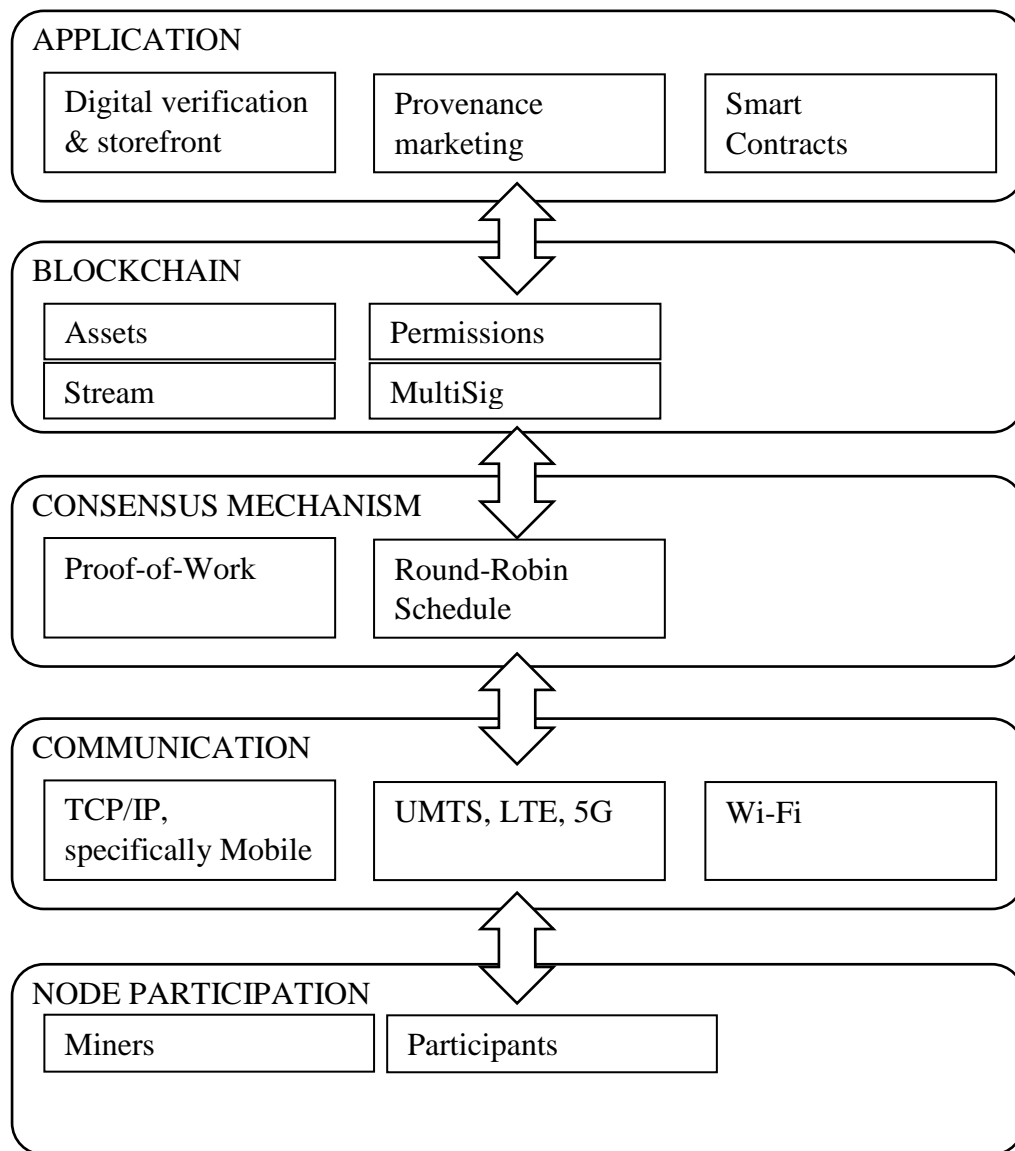 APPLICATION
Digital verification
& storefront
Provenance
marketing
Smart
Contracts
BLOCKCHAIN
Assets
Permissions
Stream
MultiSig
CONSENSUS MECHANISM
Proof-of-Work
Round-Robin
Schedule
COMMUNICATION
TCP/IP,
specifically Mobile
UMTS, LTE, 5G
Wi-Fi
NODE PARTICIPATION
Miners
Participants